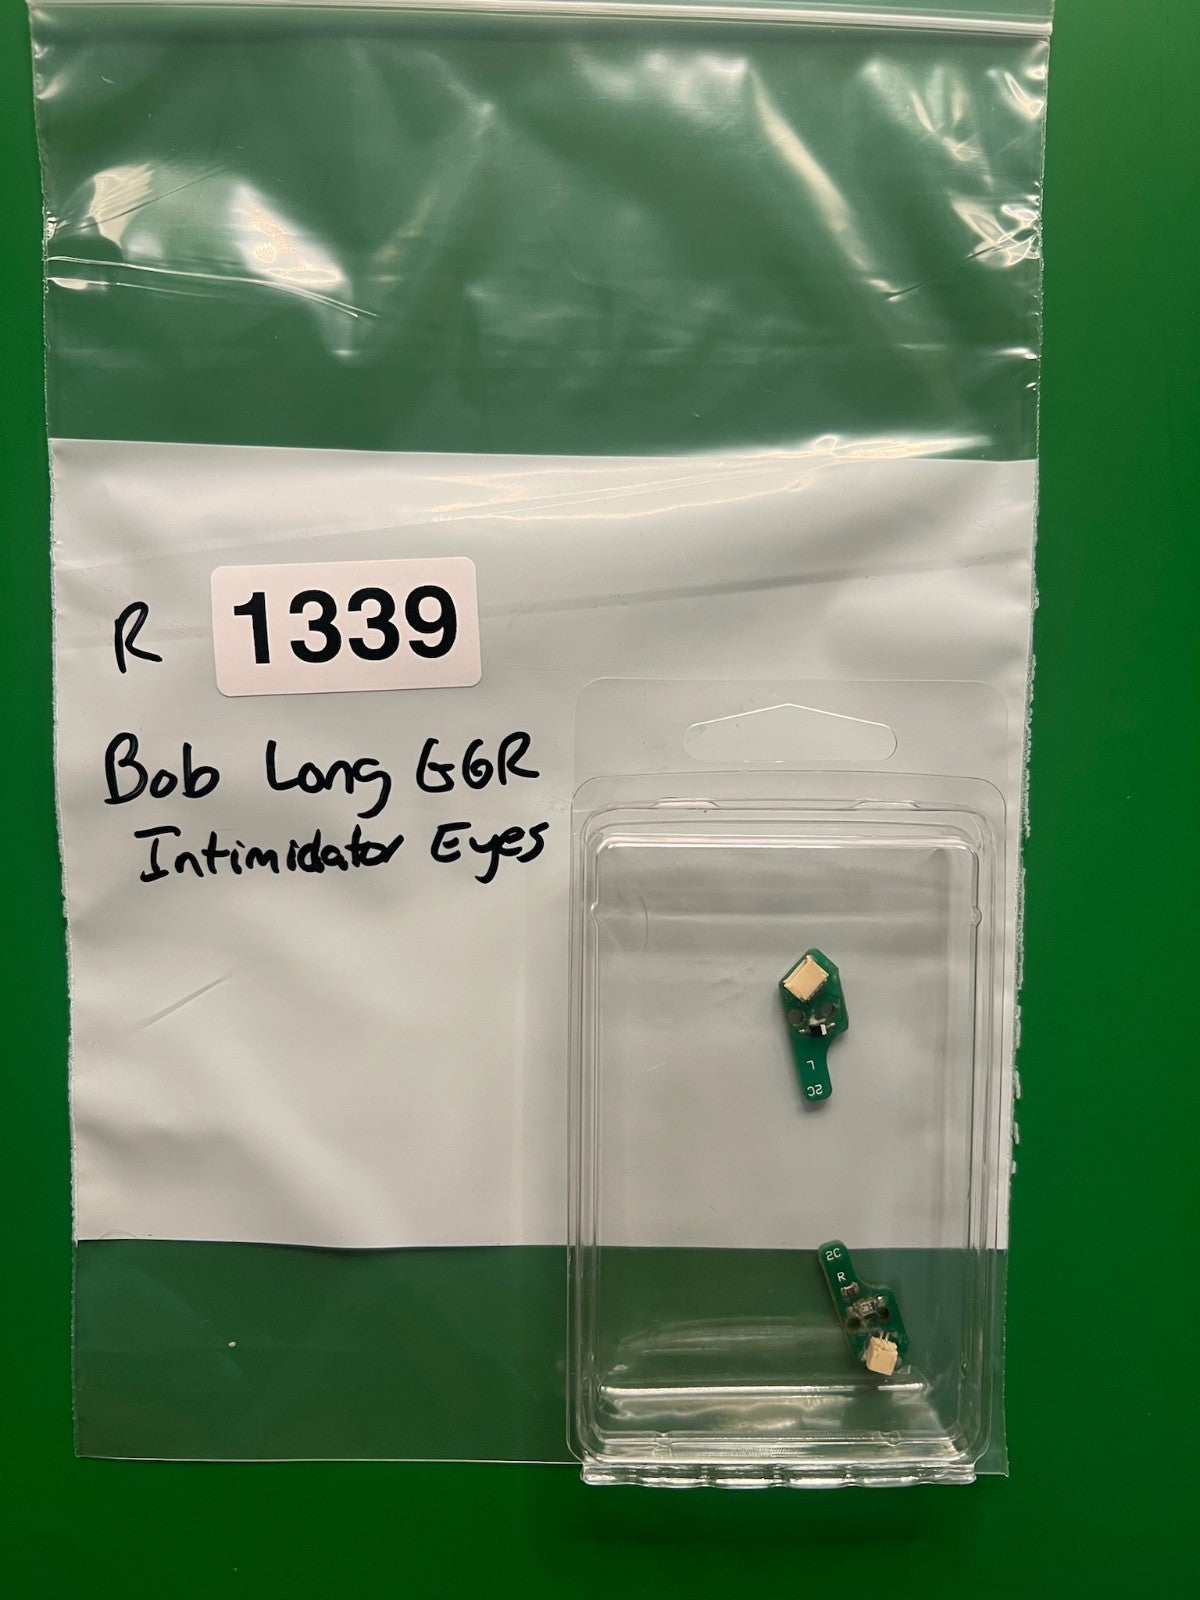 R 1339
Bob Long G6R
Intimidator Eyes
L
2C
2C
R